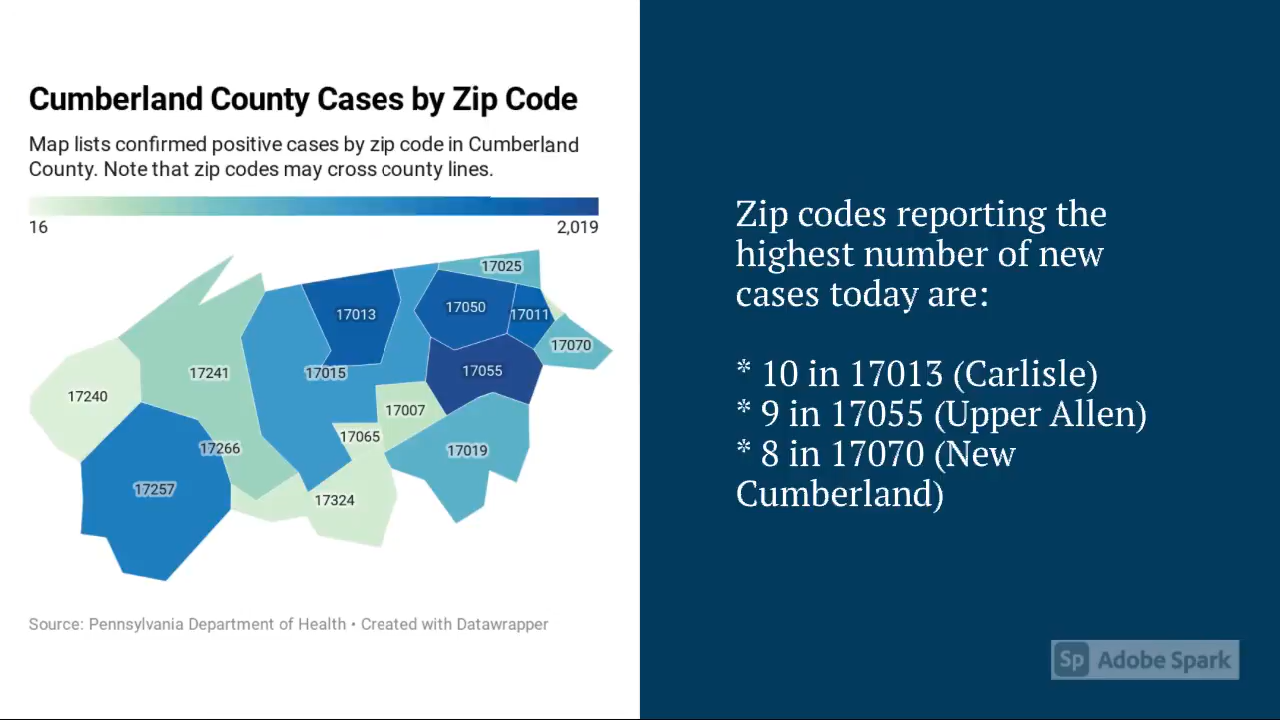 Cumberland County Cases by Zip Code
Map lists confirmed positive cases by zip code in Cumberland
County. Note that zip codes may cross county lines.
16
2,019
17025
17050
17011
17013
17070
17055
17015
17241
17240
17007
17065
17266
17019
17257
17324
Source: Pennsylvania Department of Health • Created with Datawrapper
Zip codes reporting the
highest number of new
cases today are:
* 10 in 17013 (Carlisle)
* 9 in 17055 (Upper Allen)
* 8 in 17070 (New
Cumberland)
Sp Adobe Spark